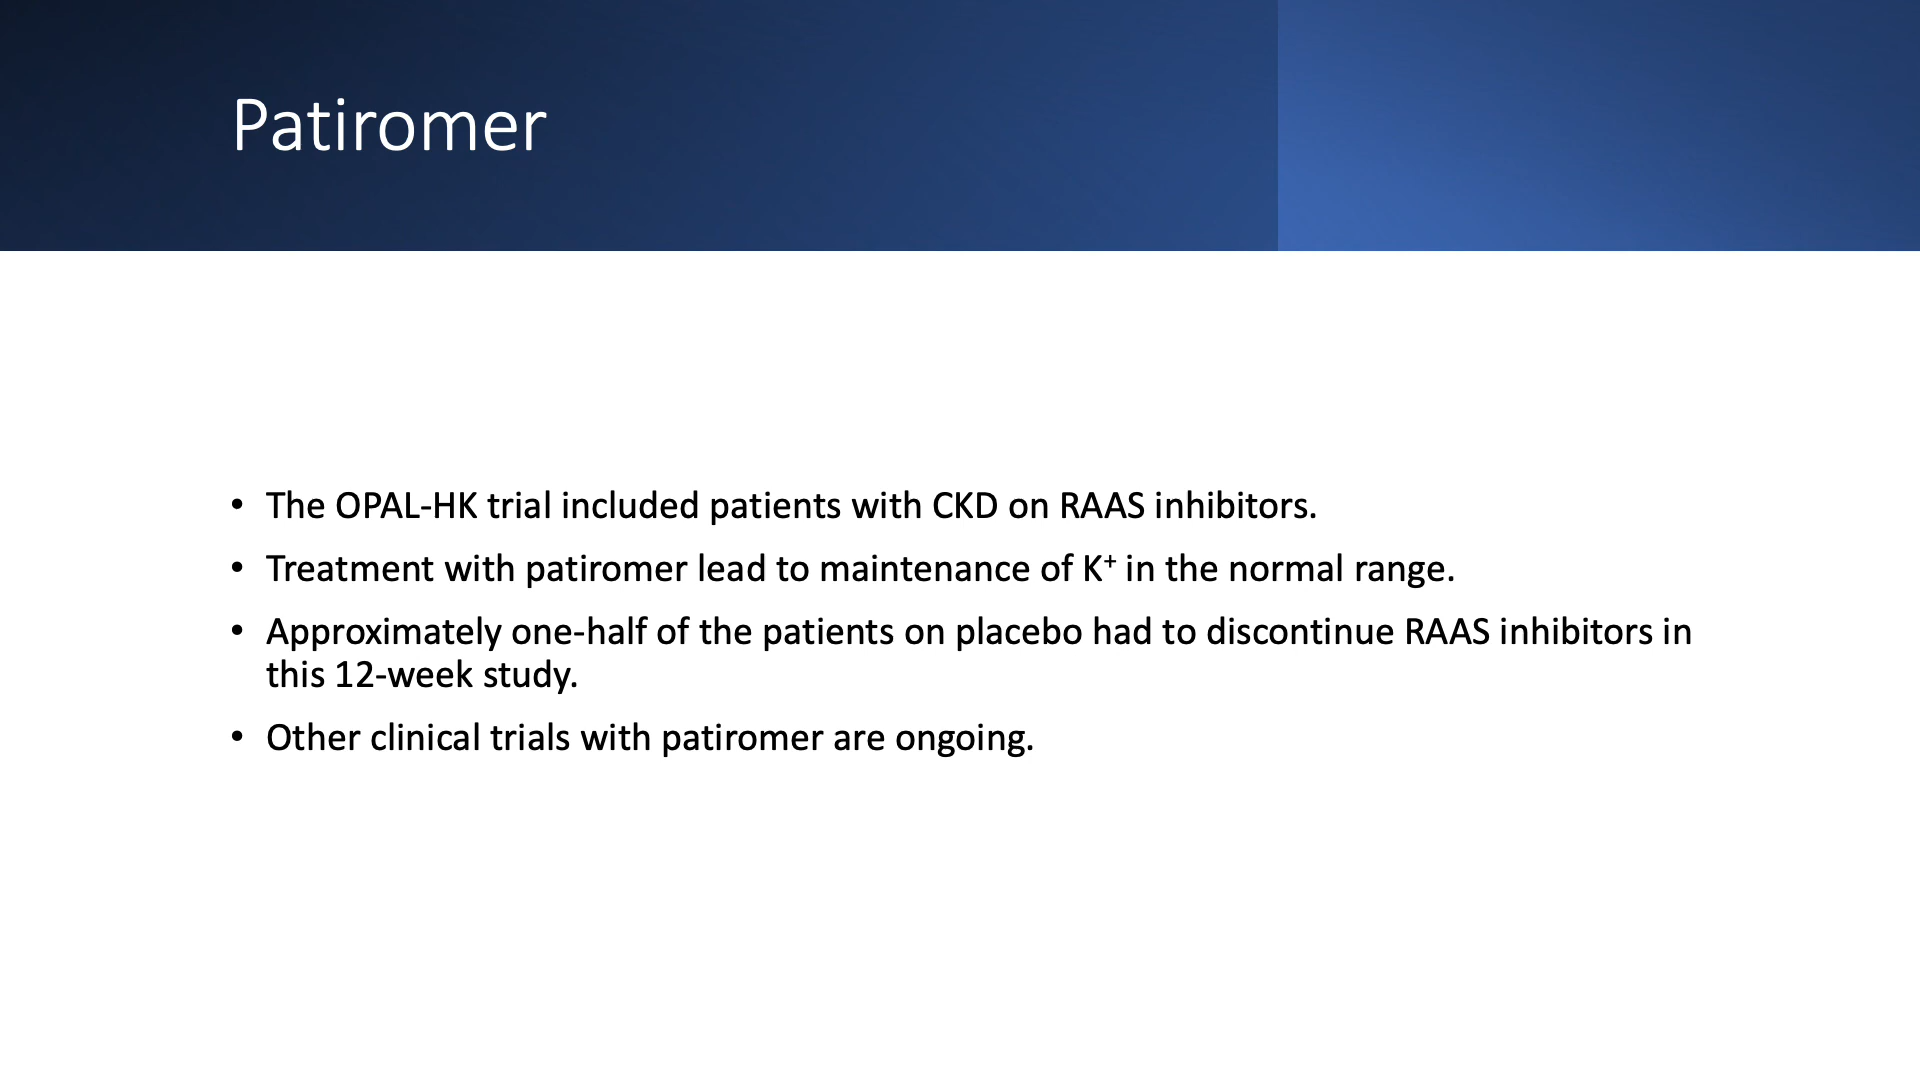 Patiromer
• The OPAL-HK trial included patients with CKD on RAAS inhibitors.
• Treatment with patiromer lead to maintenance of K⁺ in the normal range.
• Approximately one-half of the patients on placebo had to discontinue RAAS inhibitors in
this 12-week study.
• Other clinical trials with patiromer are ongoing.